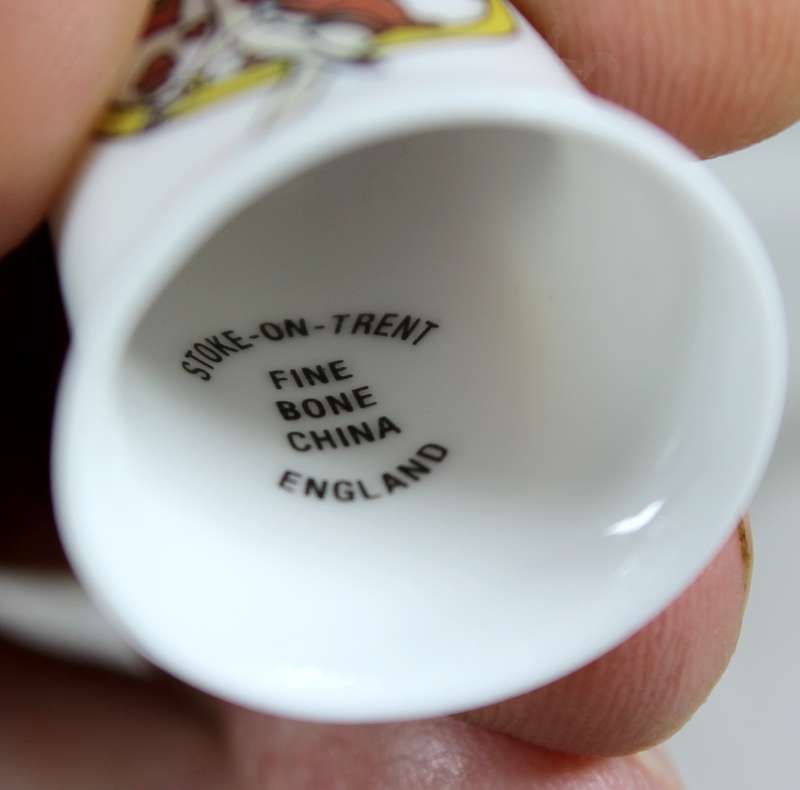 STOKE-ON-TRENT
FINE
BONE
CHINA
ENGLAND